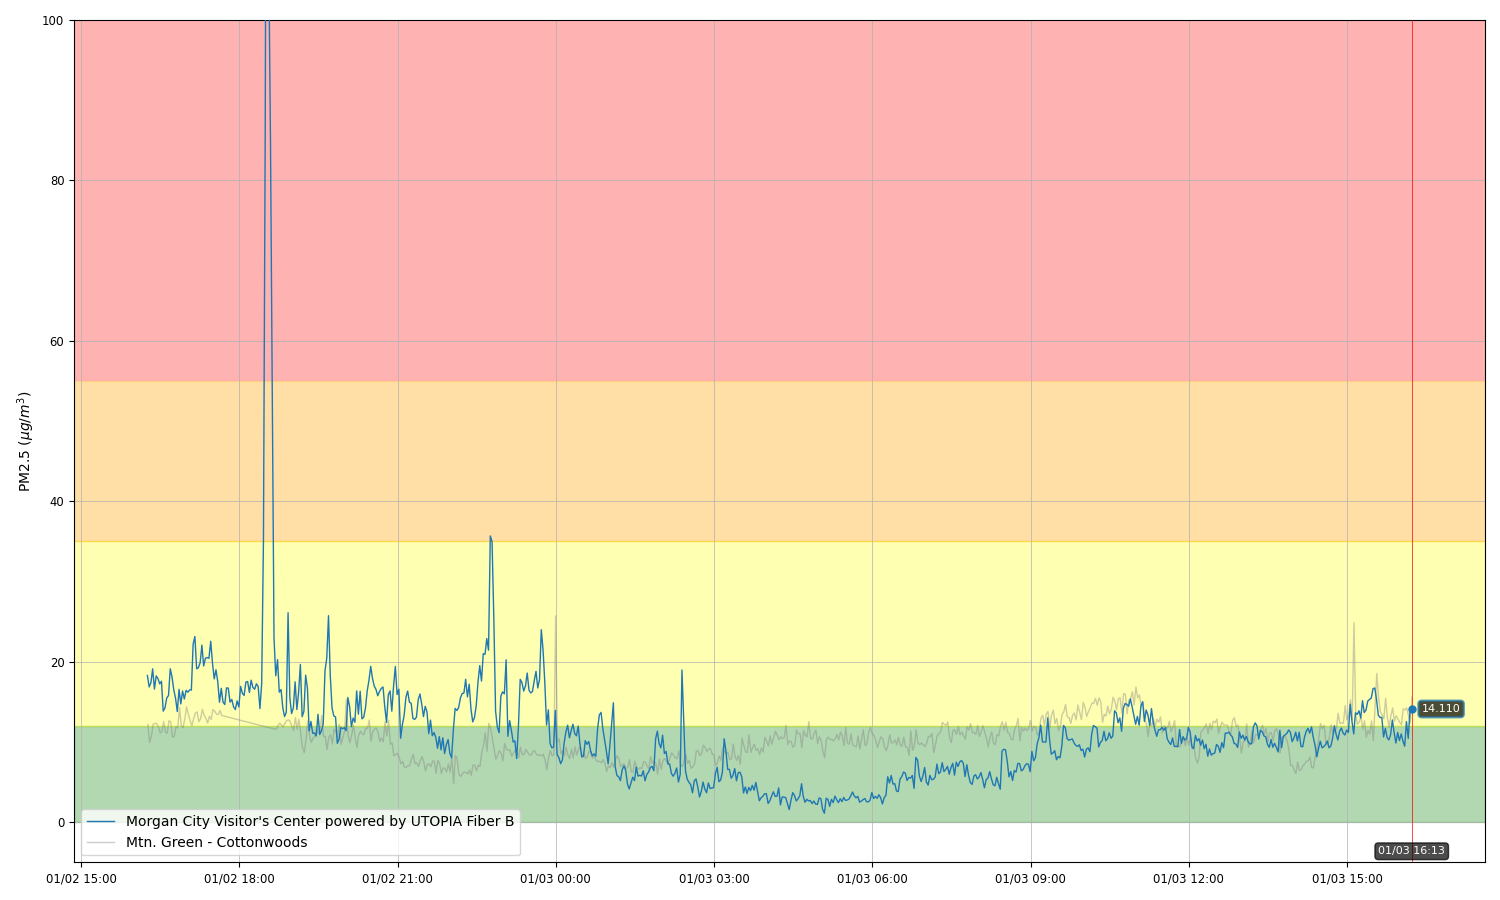 100
80
60
40
20
0
PM2.5 (μg/m³)
14.110
Morgan City Visitor's Center powered by UTOPIA Fiber B
Mtn. Green - Cottonwoods
01/03 16:13
01/02 15:00 01/02 18:00 01/02 21:00 01/03 00:00 01/03 03:00 01/03 06:00 01/03 09:00 01/03 12:00 01/03 15:00